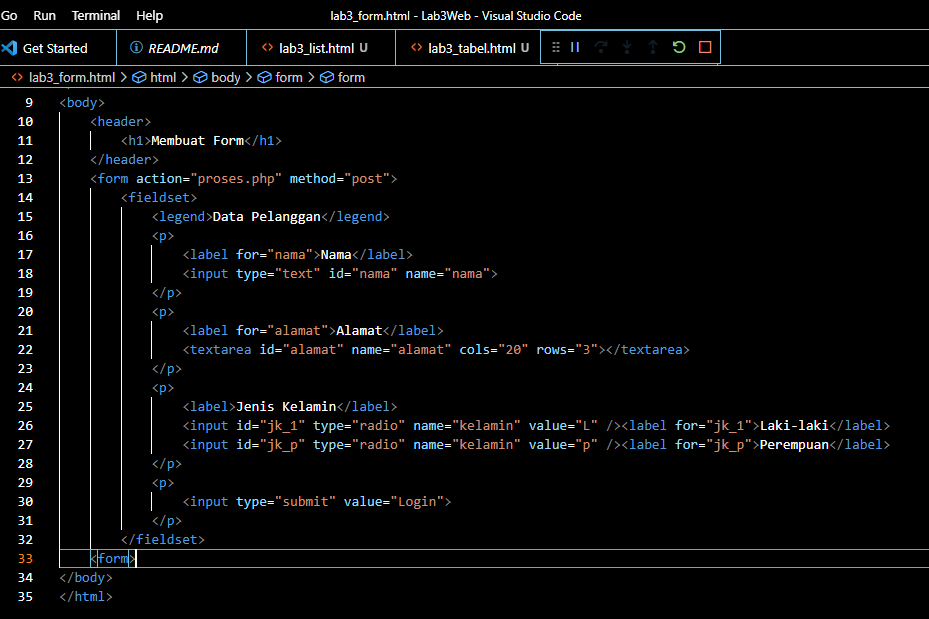 Go Run Terminal Help lab3_form.html - Lab3Web - Visual Studio Code
Get Started README.md lab3_list.html U lab3_tabel.html U
lab3_form.html > html > body > form > form
9 <body>
10 <header>
11 <h1>Membuat Form</h1>
12 </header>
13 <form action="proses.php" method="post">
14 <fieldset>
15 <legend>Data Pelanggan</legend>
16 <p>
17 <label for="nama">Nama</label>
18 <input type="text" id="nama" name="nama">
19 </p>
20 <p>
21 <label for="alamat">Alamat</label>
22 <textarea id="alamat" name="alamat" cols="20" rows="3"></textarea>
23 </p>
24 <p>
25 <label>Jenis Kelamin</label>
26 <input id="jk_1" type="radio" name="kelamin" value="L" /><label for="jk_1">Laki-laki</label>
27 <input id="jk_p" type="radio" name="kelamin" value="p" /><label for="jk_p">Perempuan</label>
28 </p>
29 <p>
30 <input type="submit" value="Login">
31 </p>
32 </fieldset>
33 <form>
34 </body>
35 </html>